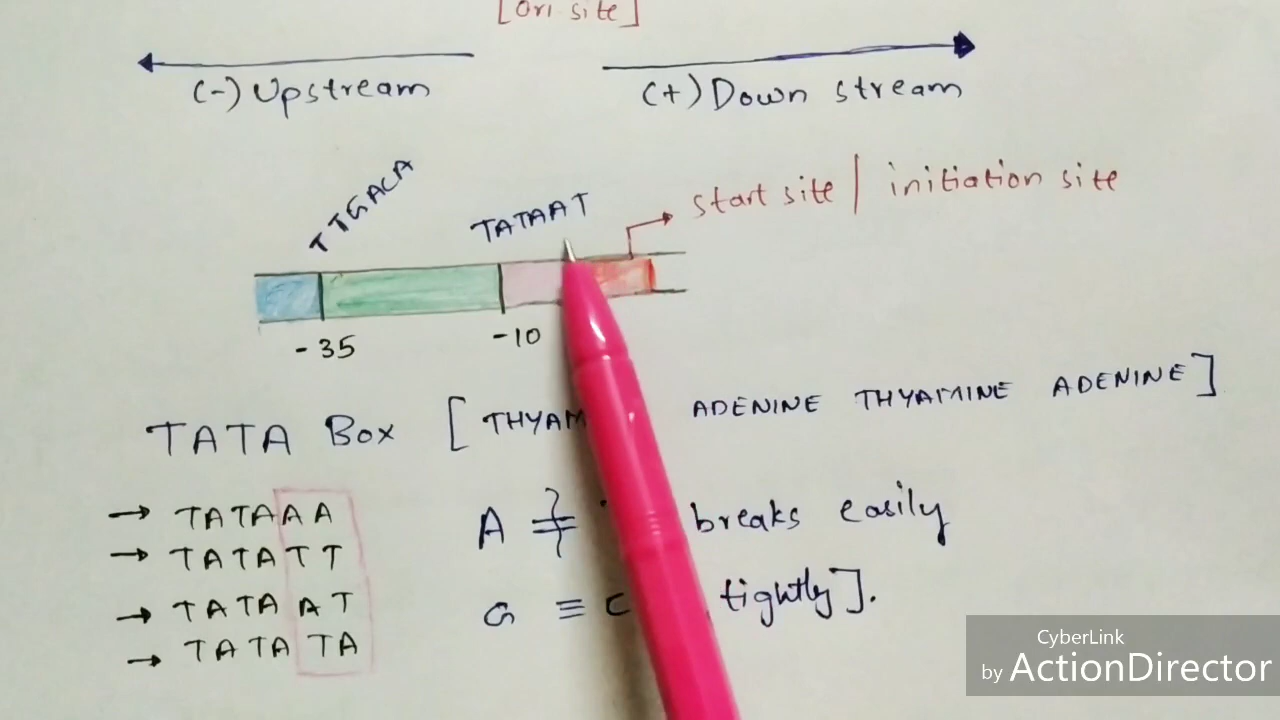 [Ori site]
(-) Upstream
(+) Down stream
TTGACA
TATAAT
start site | initiation site
-35
-10
TATA Box [THYAM ADENINE THYAMINE ADENINE]
→ TATAAA
→ TATATT
→ TATAAT
→ TATATA
A = breaks easily
G ≡ C tightly].
CyberLink
by ActionDirector